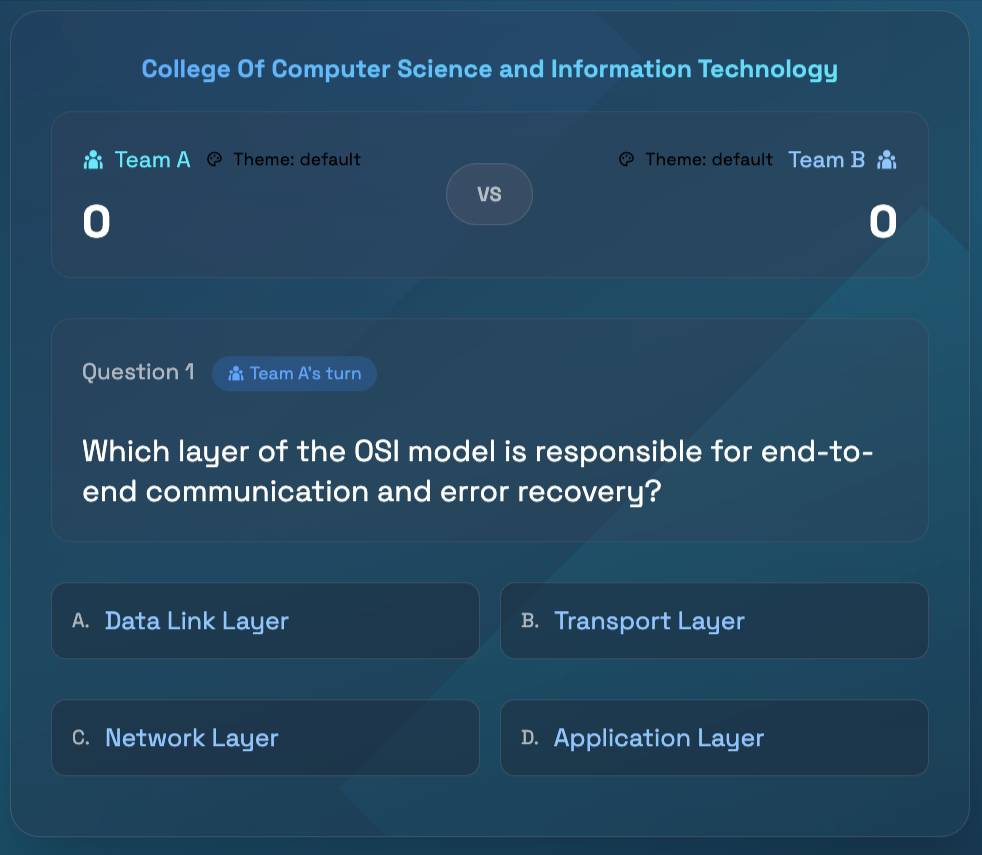 College Of Computer Science and Information Technology
Team A Theme: default
VS
Theme: default Team B
0
0
Question 1 Team A's turn
Which layer of the OSI model is responsible for end-to-
end communication and error recovery?
A. Data Link Layer
B. Transport Layer
C. Network Layer
D. Application Layer